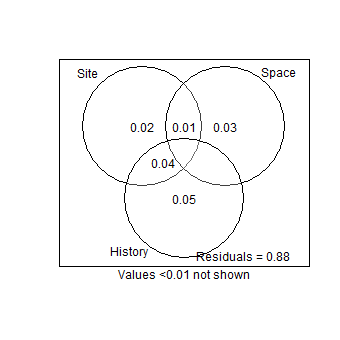 Site
Space
0.02
0.01
0.03
0.04
0.05
History
Residuals = 0.88
Values <0.01 not shown